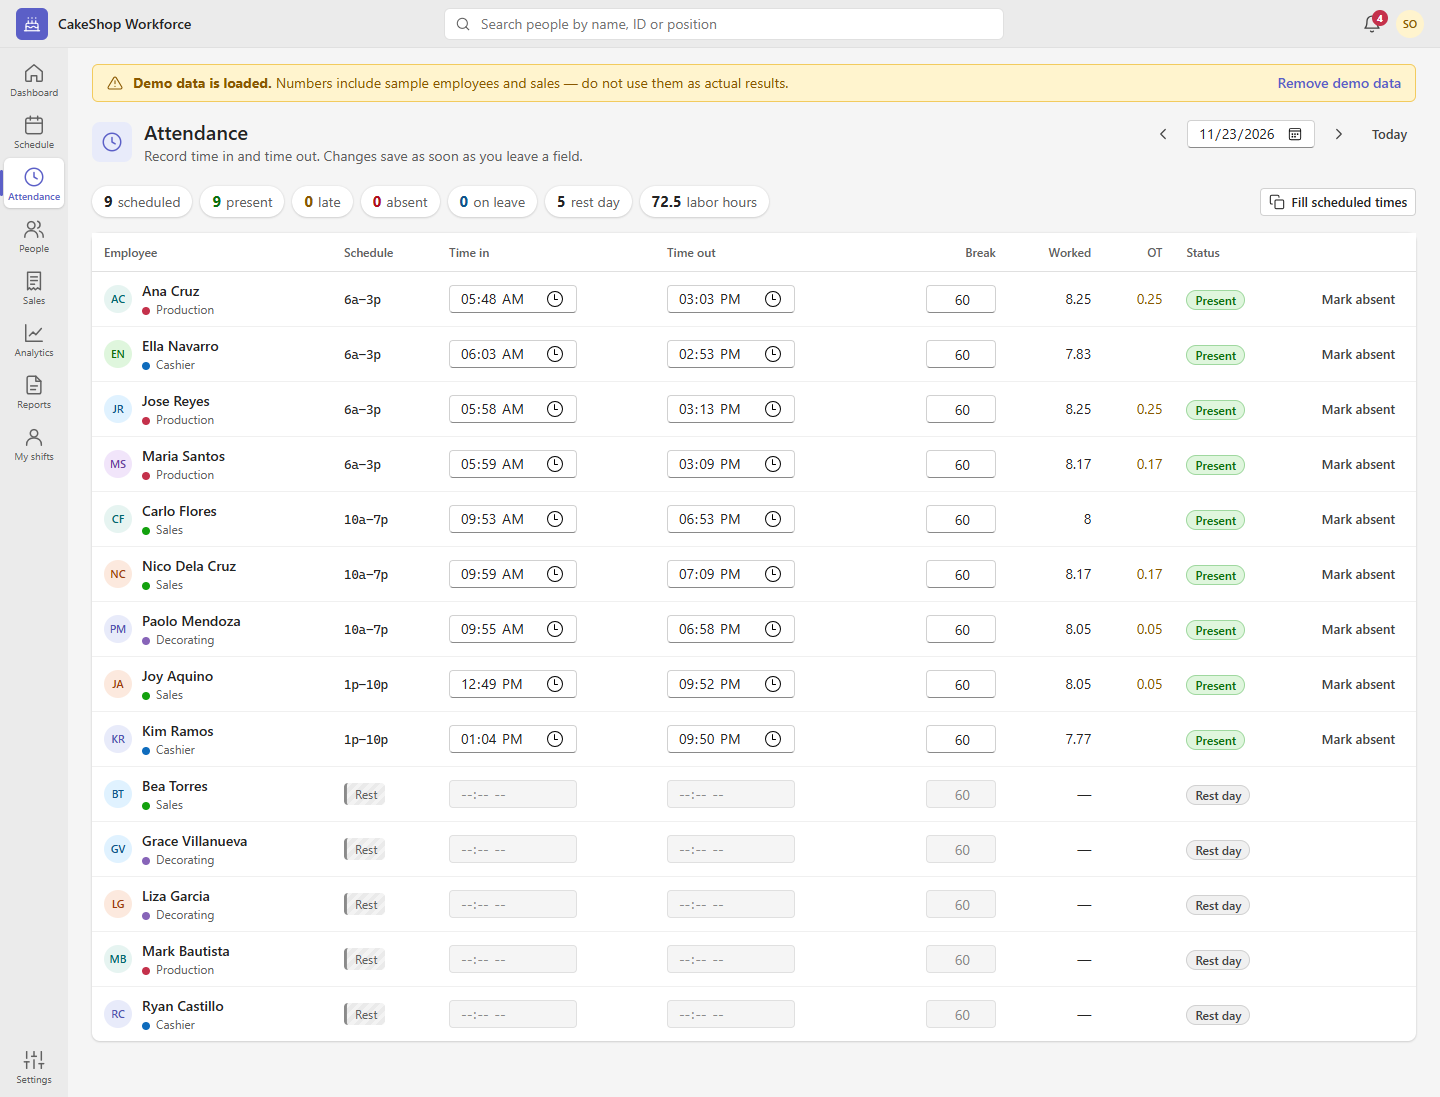 CakeShop Workforce
Search people by name, ID or position
4
SO
Dashboard
Schedule
Attendance
People
Sales
Analytics
Reports
My shifts
Settings
Demo data is loaded. Numbers include sample employees and sales — do not use them as actual results.
Remove demo data
Attendance
Record time in and time out. Changes save as soon as you leave a field.
11/23/2026
Today
9 scheduled
9 present
0 late
0 absent
0 on leave
5 rest day
72.5 labor hours
Fill scheduled times
Employee Schedule Time in Time out Break Worked OT Status
AC Ana Cruz 6a–3p 05:48 AM 03:03 PM 60 8.25 0.25 Present Mark absent
Production
EN Ella Navarro 6a–3p 06:03 AM 02:53 PM 60 7.83 Present Mark absent
Cashier
JR Jose Reyes 6a–3p 05:58 AM 03:13 PM 60 8.25 0.25 Present Mark absent
Production
MS Maria Santos 6a–3p 05:59 AM 03:09 PM 60 8.17 0.17 Present Mark absent
Production
CF Carlo Flores 10a–7p 09:53 AM 06:53 PM 60 8 Present Mark absent
Sales
NC Nico Dela Cruz 10a–7p 09:59 AM 07:09 PM 60 8.17 0.17 Present Mark absent
Sales
PM Paolo Mendoza 10a–7p 09:55 AM 06:58 PM 60 8.05 0.05 Present Mark absent
Decorating
JA Joy Aquino 1p–10p 12:49 PM 09:52 PM 60 8.05 0.05 Present Mark absent
Sales
KR Kim Ramos 1p–10p 01:04 PM 09:50 PM 60 7.77 Present Mark absent
Cashier
BT Bea Torres Rest --:-- -- --:-- -- 60 — Rest day
Sales
GV Grace Villanueva Rest --:-- -- --:-- -- 60 — Rest day
Decorating
LG Liza Garcia Rest --:-- -- --:-- -- 60 — Rest day
Decorating
MB Mark Bautista Rest --:-- -- --:-- -- 60 — Rest day
Production
RC Ryan Castillo Rest --:-- -- --:-- -- 60 — Rest day
Cashier